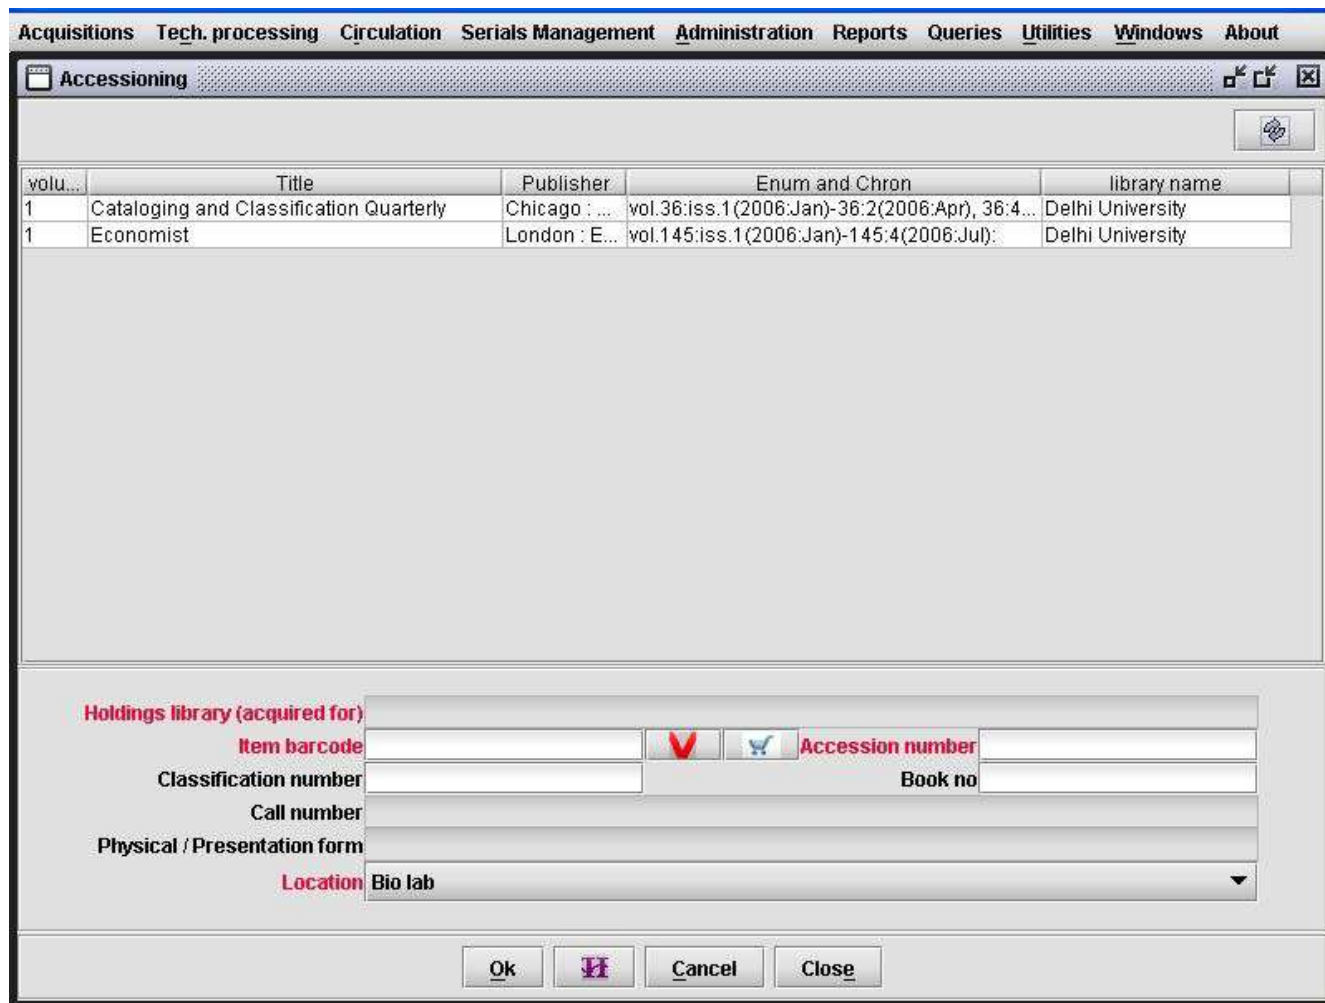 Acquisitions Tech. processing Circulation Serials Management Administration Reports Queries Utilities Windows About
Accessioning
volu... Title Publisher Enum and Chron library name
1 Cataloging and Classification Quarterly Chicago : ... vol.36:iss.1(2006:Jan)-36:2(2006:Apr), 36:4... Delhi University
1 Economist London : E... vol.145:iss.1(2006:Jan)-145:4(2006:Jul): Delhi University
Holdings library (acquired for)
Item barcode Accession number
Classification number Book no
Call number
Physical / Presentation form
Location Bio lab
Ok Cancel Close